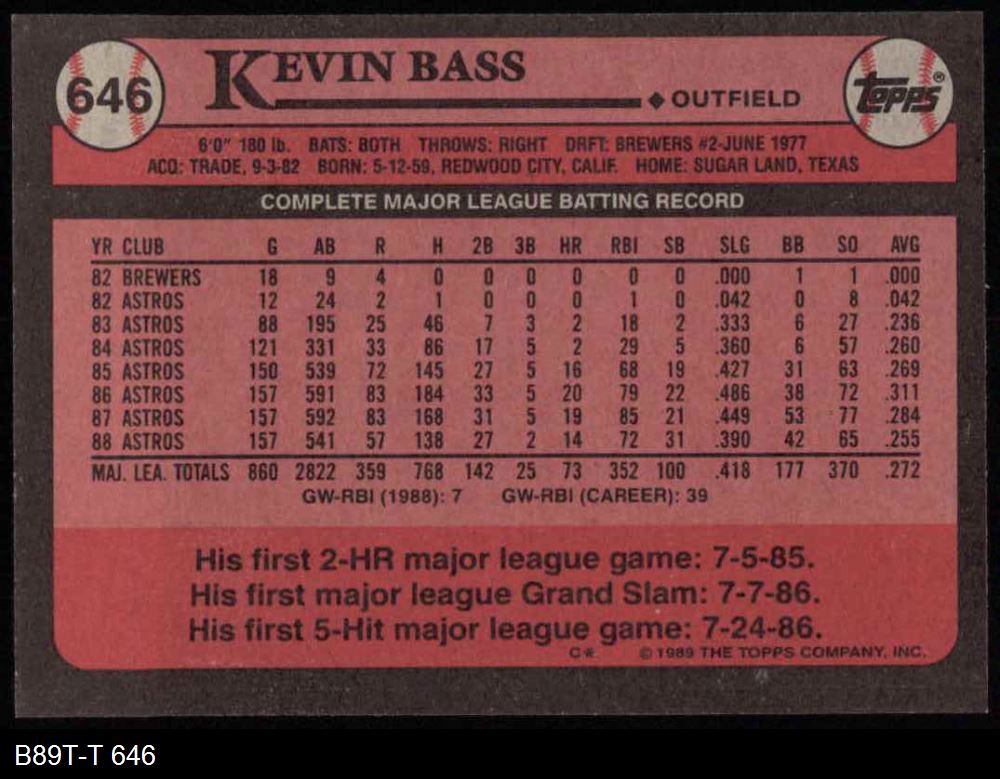 646 KEVIN BASS ◆ OUTFIELD TOPPS®
6'0" 180 lb. BATS: BOTH THROWS: RIGHT DRFT: BREWERS #2-JUNE 1977
ACQ: TRADE, 9-3-82 BORN: 5-12-59, REDWOOD CITY, CALIF. HOME: SUGAR LAND, TEXAS
COMPLETE MAJOR LEAGUE BATTING RECORD
YR CLUB G AB R H 2B 3B HR RBI SB SLG BB SO AVG
82 BREWERS 18 9 4 0 0 0 0 0 0 .000 1 1 .000
82 ASTROS 12 24 2 1 0 0 0 1 0 .042 0 8 .042
83 ASTROS 88 195 25 46 7 3 2 18 2 .333 6 27 .236
84 ASTROS 121 331 33 86 17 5 2 29 5 .360 6 57 .260
85 ASTROS 150 539 72 145 27 5 16 68 19 .427 31 63 .269
86 ASTROS 157 591 83 184 33 5 20 79 22 .486 38 72 .311
87 ASTROS 157 592 83 168 31 5 19 85 21 .449 53 77 .284
88 ASTROS 157 541 57 138 27 2 14 72 31 .390 42 65 .255
MAJ. LEA. TOTALS 860 2822 359 768 142 25 73 352 100 .418 177 370 .272
GW-RBI (1988): 7 GW-RBI (CAREER): 39
His first 2-HR major league game: 7-5-85.
His first major league Grand Slam: 7-7-86.
His first 5-Hit major league game: 7-24-86.
C* © 1989 THE TOPPS COMPANY, INC.
B89T-T 646